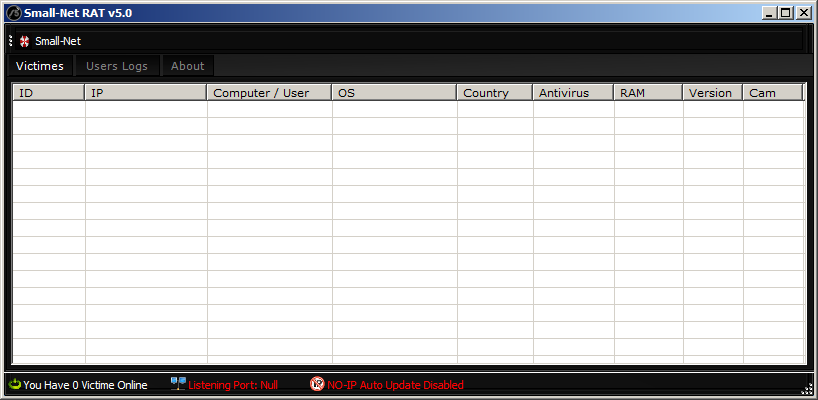 Small-Net RAT v5.0
Small-Net
Victimes Users Logs About
ID IP Computer / User OS Country Antivirus RAM Version Cam
You Have 0 Victime Online Listening Port: Null NO-IP Auto Update Disabled